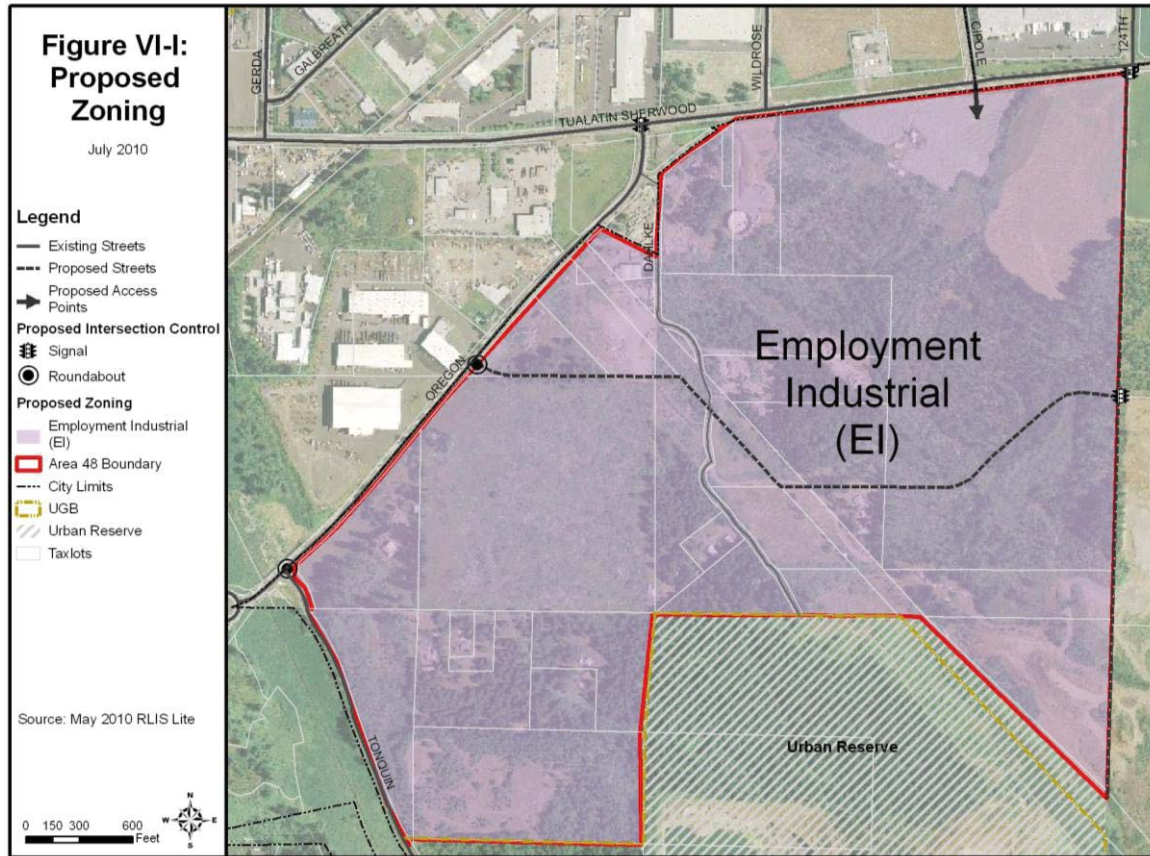 Figure VI-I:
Proposed
Zoning
July 2010
Legend
Existing Streets
Proposed Streets
Proposed Access
Points
Proposed Intersection Control
Signal
Roundabout
Proposed Zoning
Employment Industrial
(EI)
Area 48 Boundary
City Limits
UGB
Urban Reserve
Taxlots
Source: May 2010 RLIS Lite
N
W E
S
0 150 300 600
Feet
GERDA
GALBREATH
WILDROSE
CIPOLE
124TH
TUALATIN SHERWOOD
DAHLKE
OREGON
Employment
Industrial
(EI)
TONQUIN
Urban Reserve